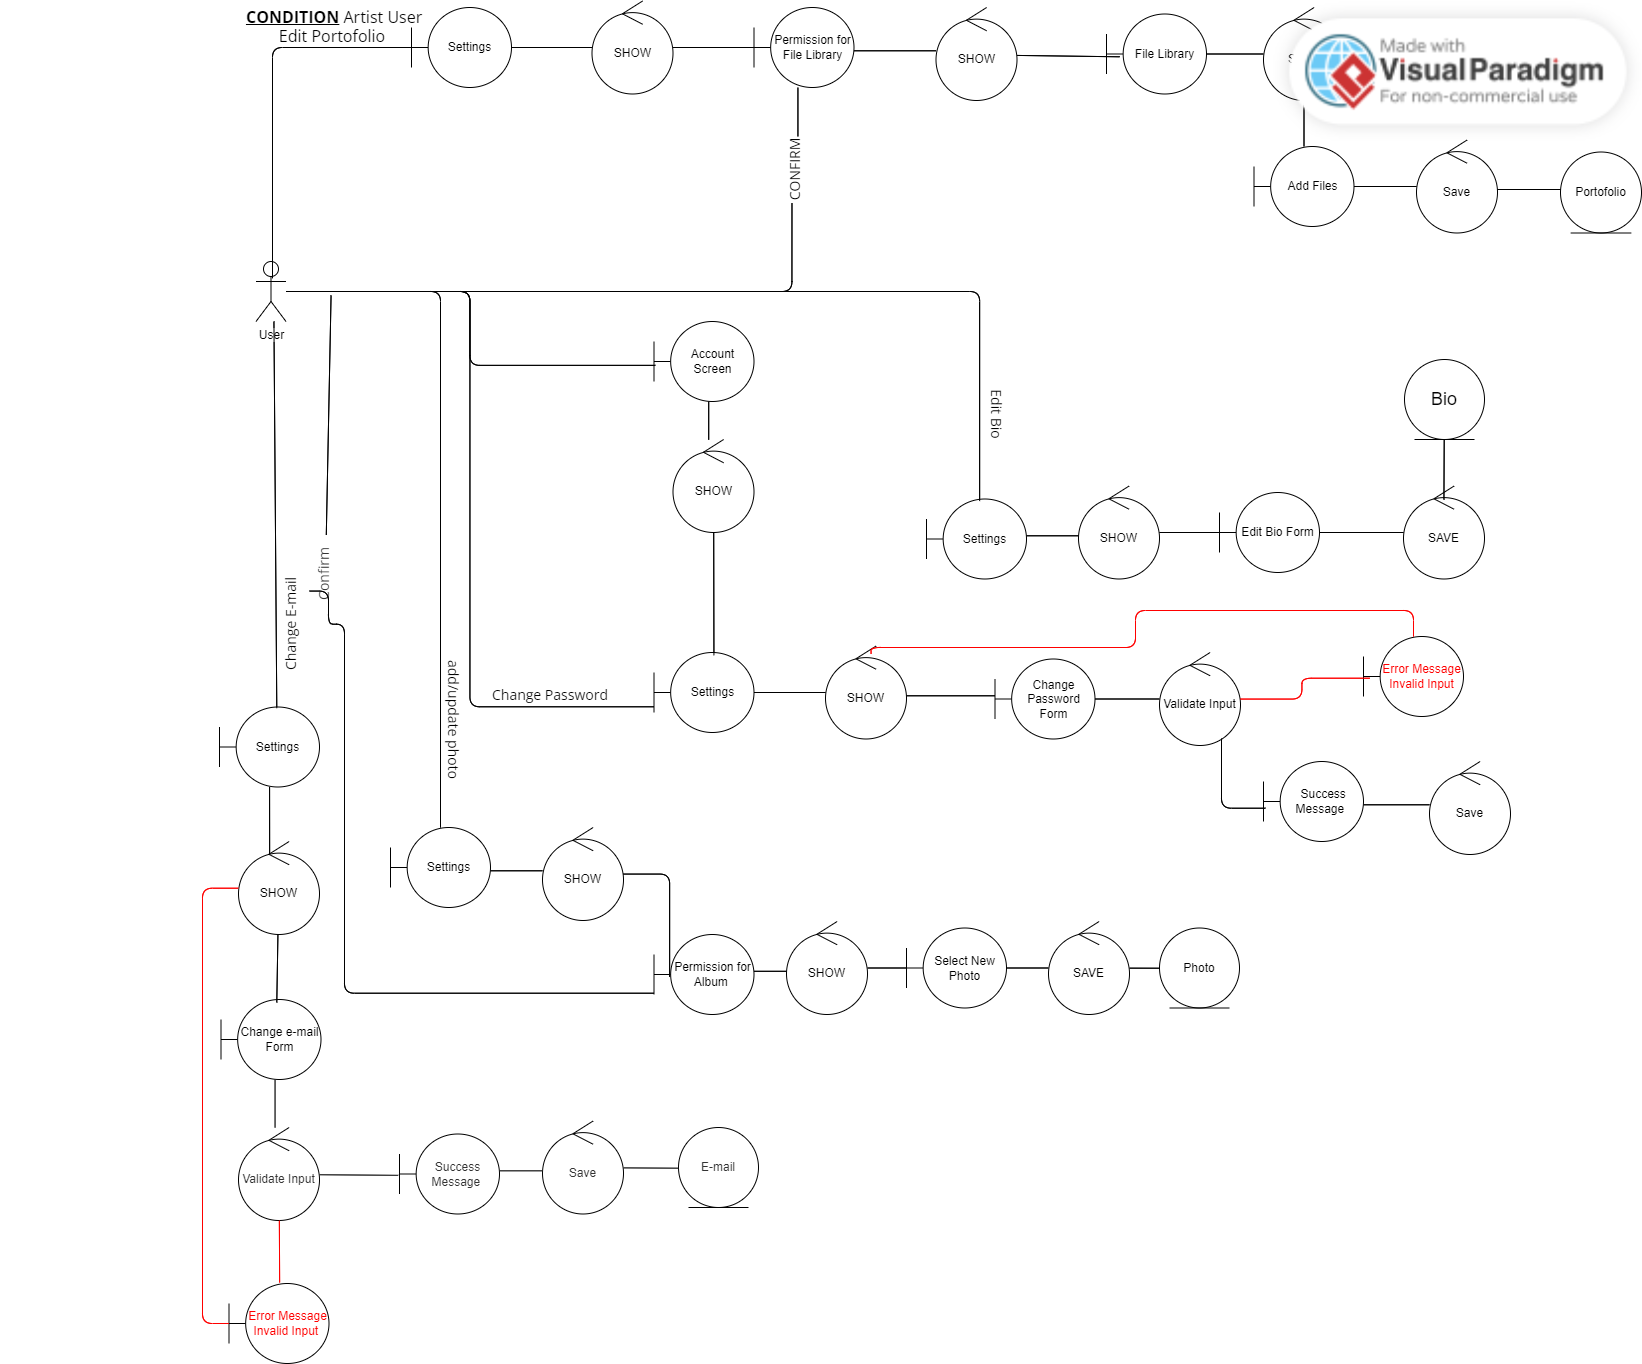 CONDITION Artist User
Edit Portofolio
Settings
SHOW
Permission for
File Library
SHOW
File Library
Made with
Visual Paradigm
For non-commercial use
CONFIRM
Add Files
Save
Portofolio
User
Account
Screen
SHOW
Edit Bio
Bio
Settings
SHOW
Edit Bio Form
SAVE
Confirm
Change E-mail
add/update photo
Change Password
Settings
SHOW
Change
Password
Form
Validate Input
Error Message
Invalid Input
Success
Message
Save
Settings
SHOW
Settings
SHOW
Permission for
Album
SHOW
Select New
Photo
SAVE
Photo
Change e-mail
Form
Validate Input
Success
Message
Save
E-mail
Error Message
Invalid Input